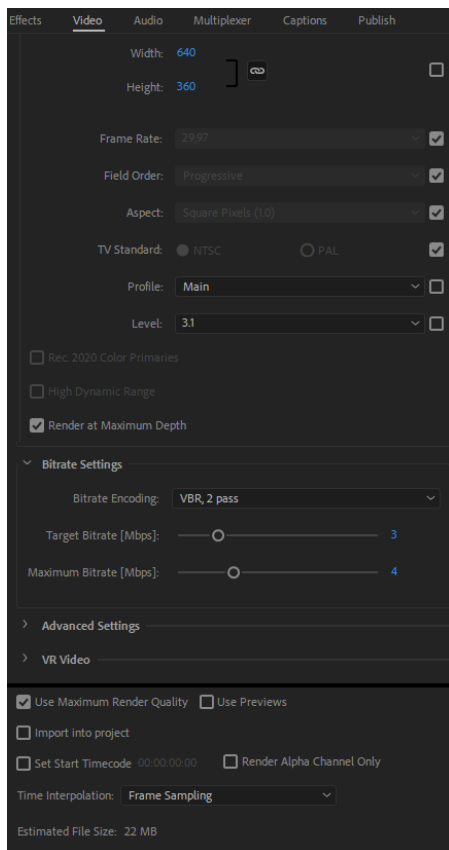 Effects Video Audio Multiplexer Captions Publish
Width: 640
Height: 360
Frame Rate: 29,97
Field Order: Progressive
Aspect: Square Pixels (1.0)
TV Standard: NTSC PAL
Profile: Main
Level: 3.1
Rec. 2020 Color Primaries
High Dynamic Range
Render at Maximum Depth
Bitrate Settings
Bitrate Encoding: VBR, 2 pass
Target Bitrate [Mbps]: 3
Maximum Bitrate [Mbps]: 4
Advanced Settings
VR Video
Use Maximum Render Quality Use Previews
Import into project
Set Start Timecode 00:00:00:00 Render Alpha Channel Only
Time Interpolation: Frame Sampling
Estimated File Size: 22 MB